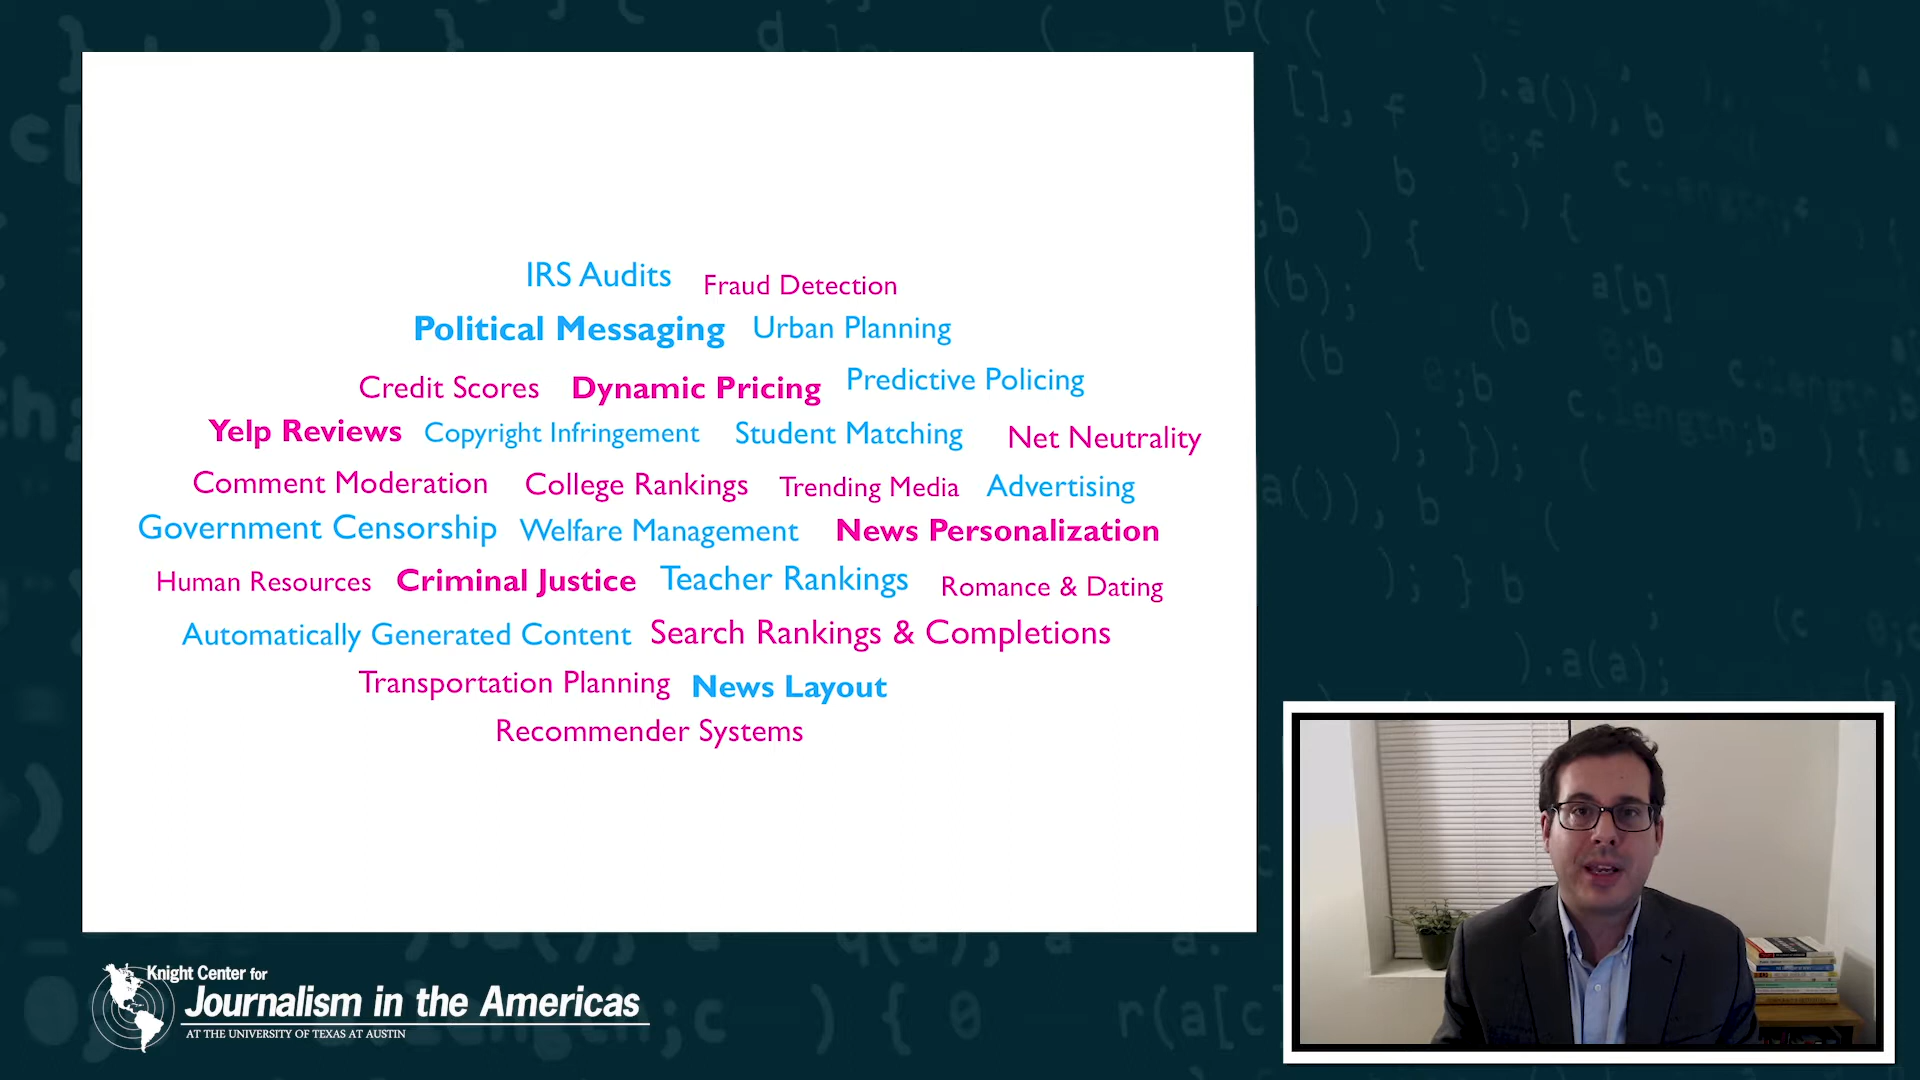 IRS Audits Fraud Detection
Political Messaging Urban Planning
Credit Scores Dynamic Pricing Predictive Policing
Yelp Reviews Copyright Infringement Student Matching Net Neutrality
Comment Moderation College Rankings Trending Media Advertising
Government Censorship Welfare Management News Personalization
Human Resources Criminal Justice Teacher Rankings Romance & Dating
Automatically Generated Content Search Rankings & Completions
Transportation Planning News Layout
Recommender Systems
Knight Center for
Journalism in the Americas
AT THE UNIVERSITY OF TEXAS AT AUSTIN